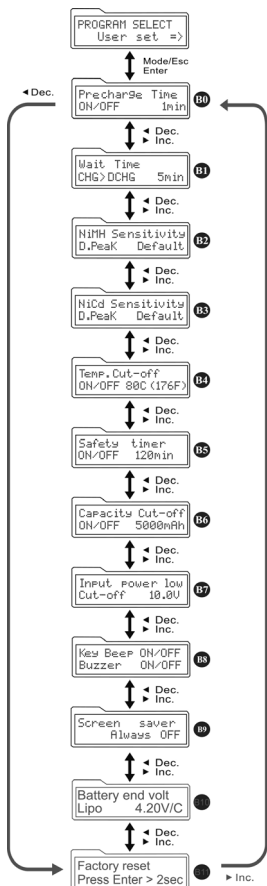 PROGRAM SELECT
User set =>
Mode/Esc
Enter
◄ Dec.
Precharge Time
ON/OFF 1min
B0
◄ Dec.
► Inc.
Wait Time
CHG>DCHG 5min
B1
◄ Dec.
► Inc.
NiMH Sensitivity
D.Peak Default
B2
◄ Dec.
► Inc.
NiCd Sensitivity
D.Peak Default
B3
◄ Dec.
► Inc.
Temp.Cut-off
ON/OFF 80C(176F)
B4
◄ Dec.
► Inc.
Safety timer
ON/OFF 120min
B5
◄ Dec.
► Inc.
Capacity Cut-off
ON/OFF 5000mAh
B6
◄ Dec.
► Inc.
Input power low
Cut-off 10.0V
B7
◄ Dec.
► Inc.
Key Beep ON/OFF
Buzzer ON/OFF
B8
◄ Dec.
► Inc.
Screen saver
Always OFF
B9
◄ Dec.
► Inc.
Battery end volt
Lipo 4.20V/C
B10
◄ Dec.
► Inc.
Factory reset
Press Enter > 2sec
B11
► Inc.